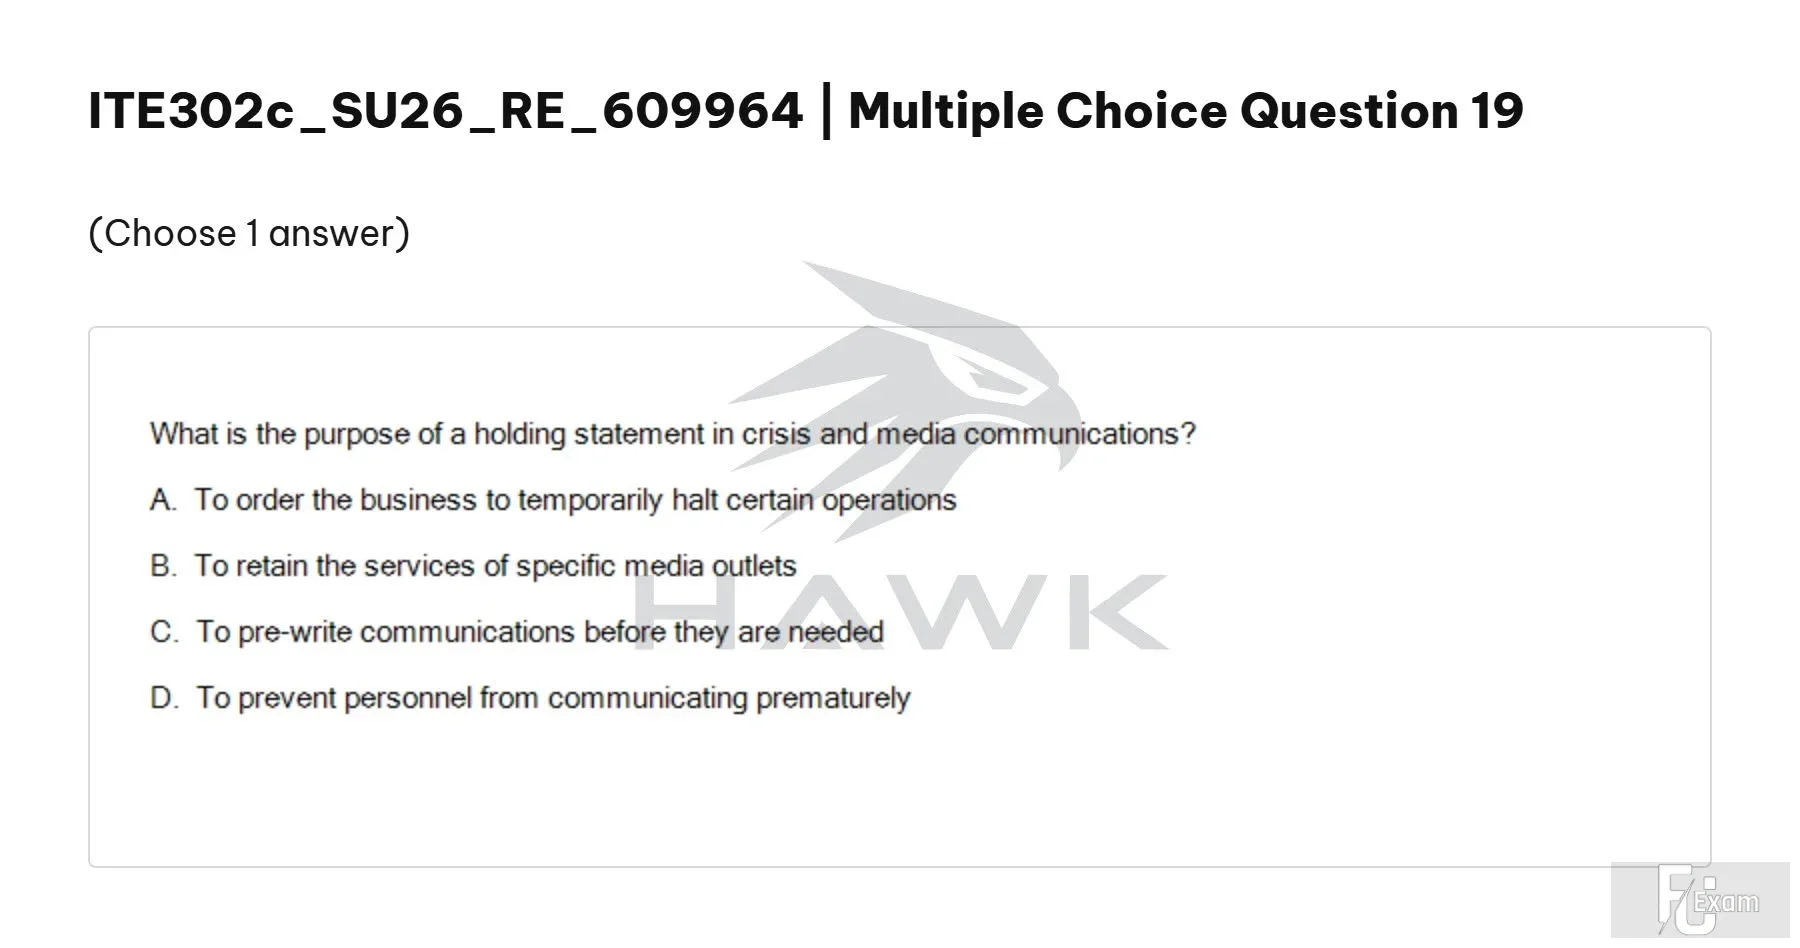 ITE302c_SU26_RE_609964 | Multiple Choice Question 19
(Choose 1 answer)
What is the purpose of a holding statement in crisis and media communications?
A. To order the business to temporarily halt certain operations
B. To retain the services of specific media outlets
C. To pre-write communications before they are needed
D. To prevent personnel from communicating prematurely
HAWK
FU Exam